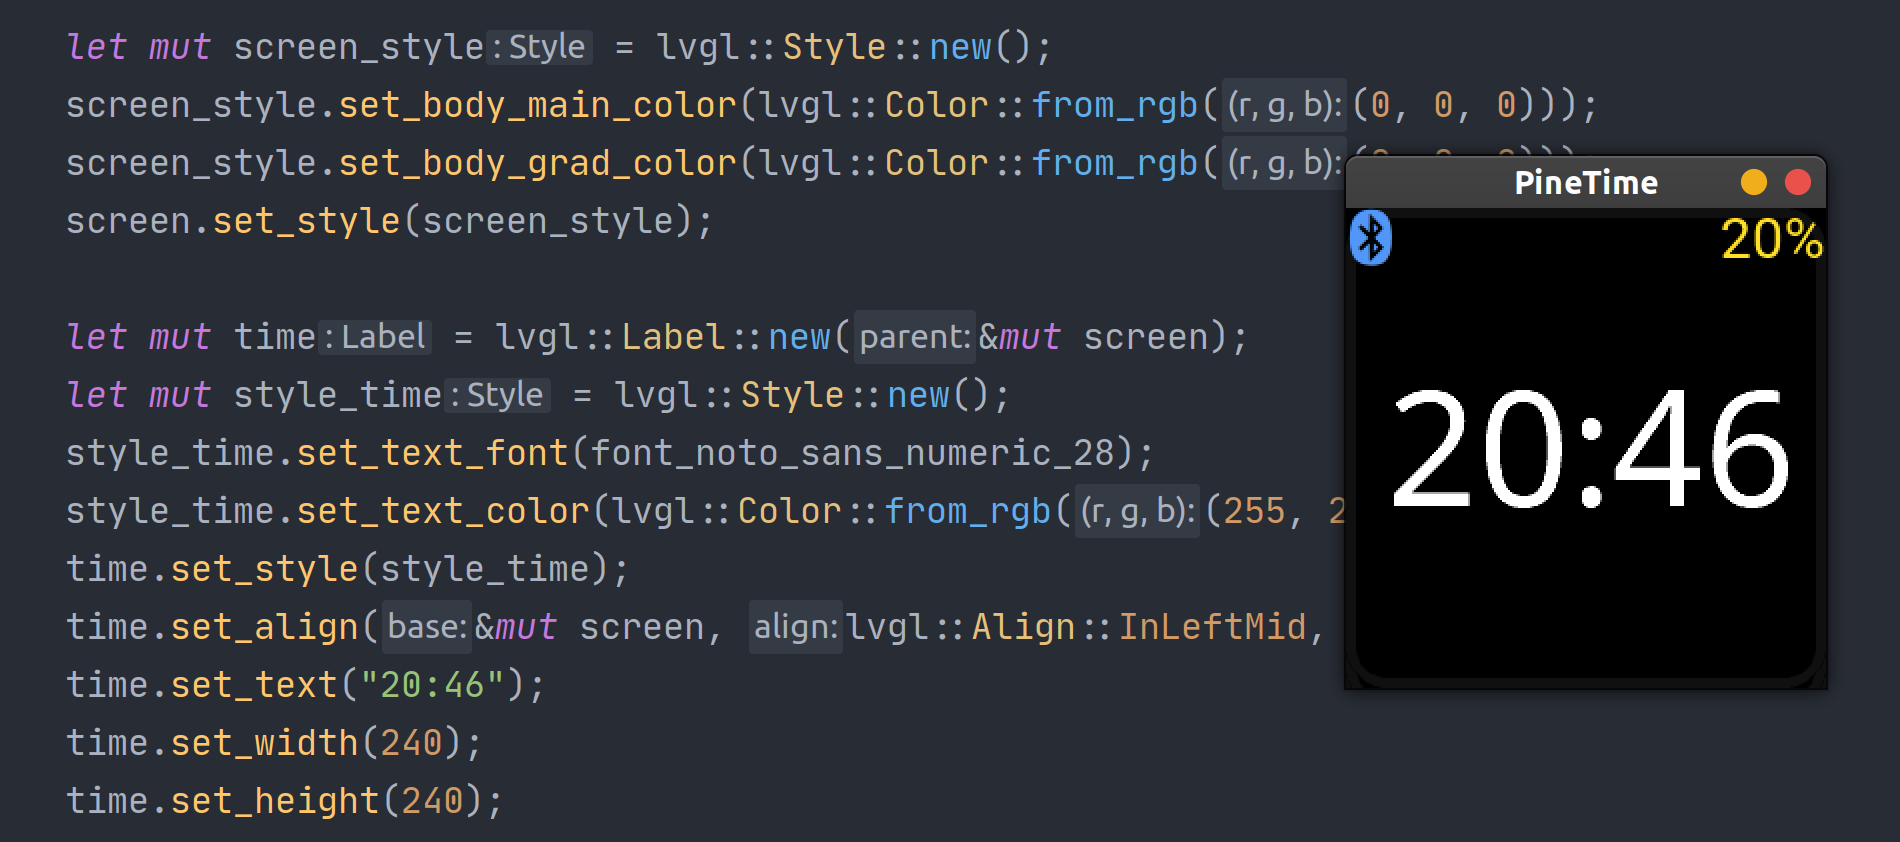 let mut screen_style: Style = lvgl::Style::new();
screen_style.set_body_main_color(lvgl::Color::from_rgb((r, g, b): (0, 0, 0)));
screen_style.set_body_grad_color(lvgl::Color::from_rgb((r, g, b):
screen.set_style(screen_style);
let mut time: Label = lvgl::Label::new(parent: &mut screen);
let mut style_time: Style = lvgl::Style::new();
style_time.set_text_font(font_noto_sans_numeric_28);
style_time.set_text_color(lvgl::Color::from_rgb((r, g, b): (255, 2
time.set_style(style_time);
time.set_align(base: &mut screen, align: lvgl::Align::InLeftMid,
time.set_text("20:46");
time.set_width(240);
time.set_height(240);
PineTime
20%
20:46